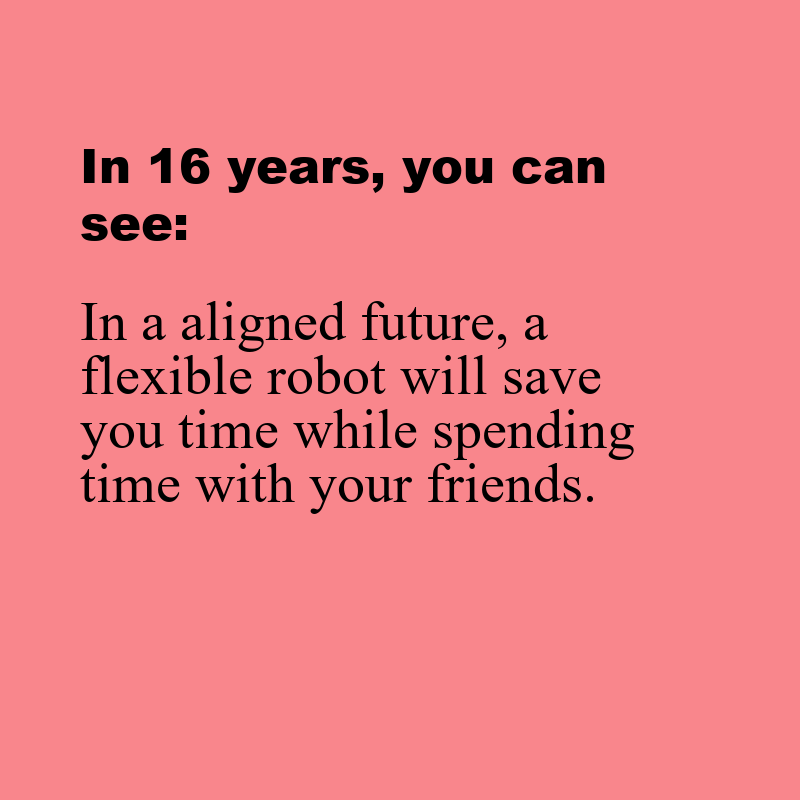 In 16 years, you can
see:
In a aligned future, a
flexible robot will save
you time while spending
time with your friends.